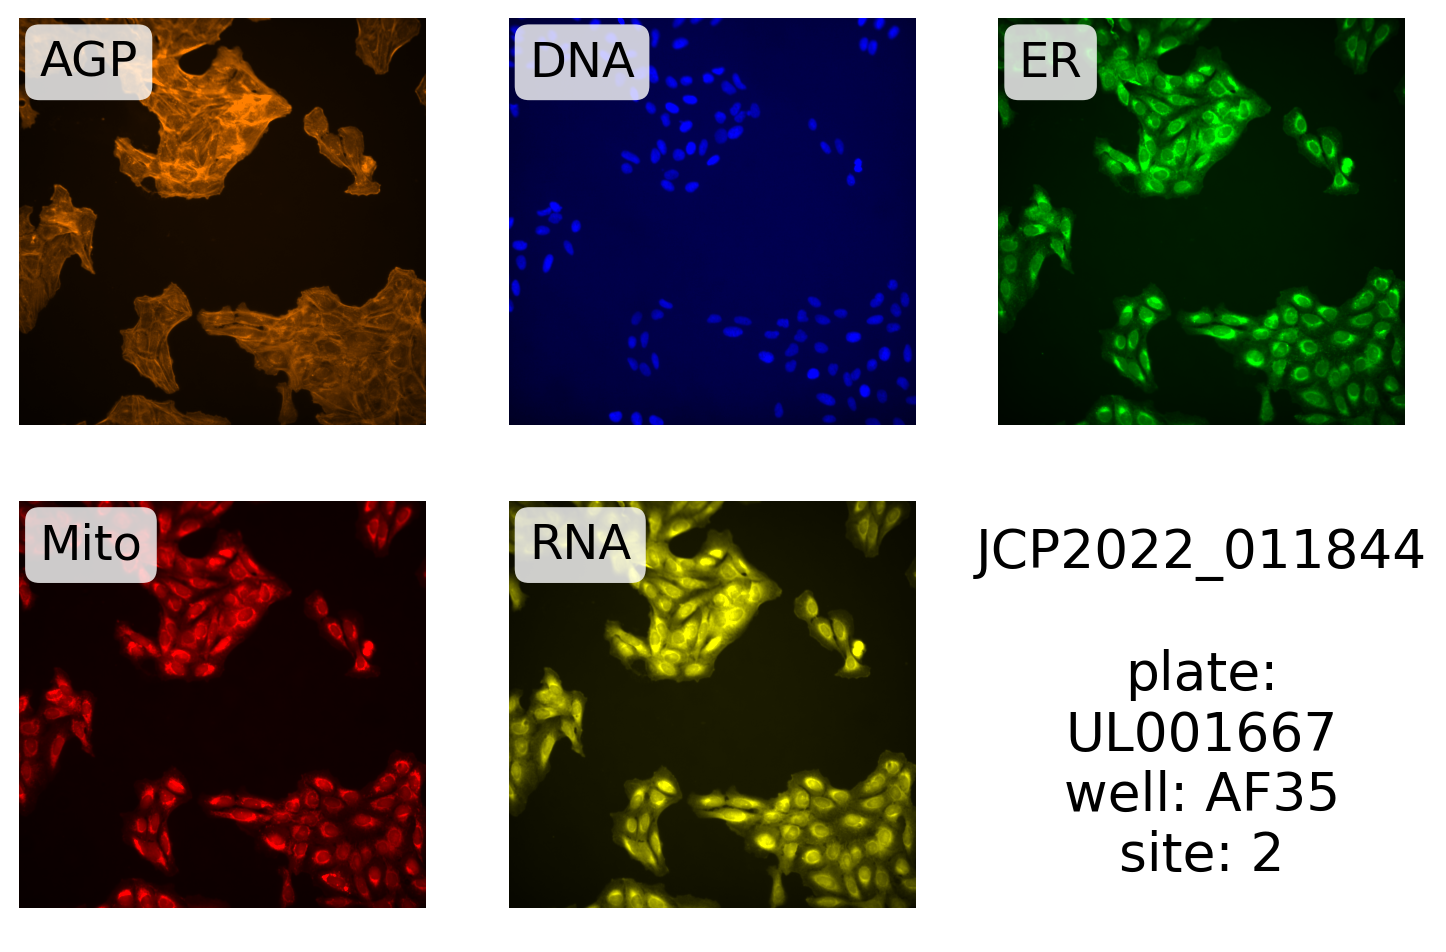 AGP
DNA
ER
Mito
RNA
JCP2022_011844
plate:
UL001667
well: AF35
site: 2